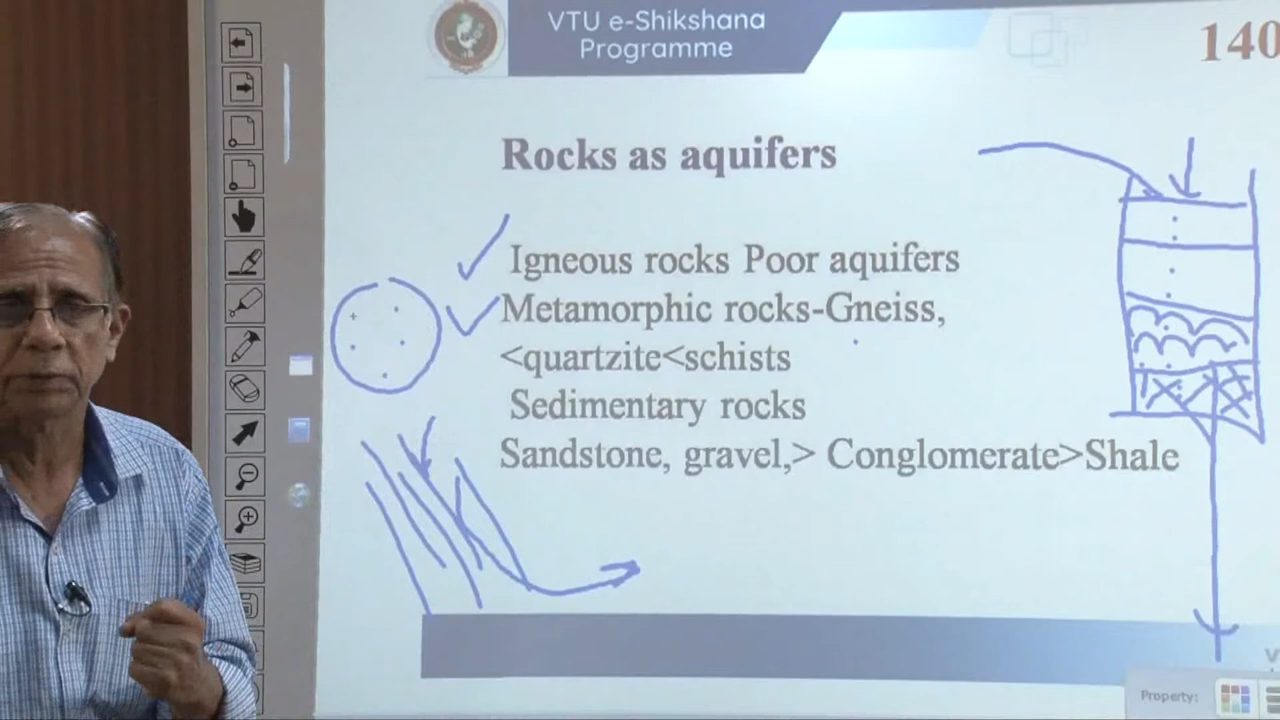 VTU e-Shikshana
Programme
140
Rocks as aquifers
Igneous rocks Poor aquifers
Metamorphic rocks-Gneiss,
<quartzite<schists
Sedimentary rocks
Sandstone, gravel,> Conglomerate>Shale
Property: